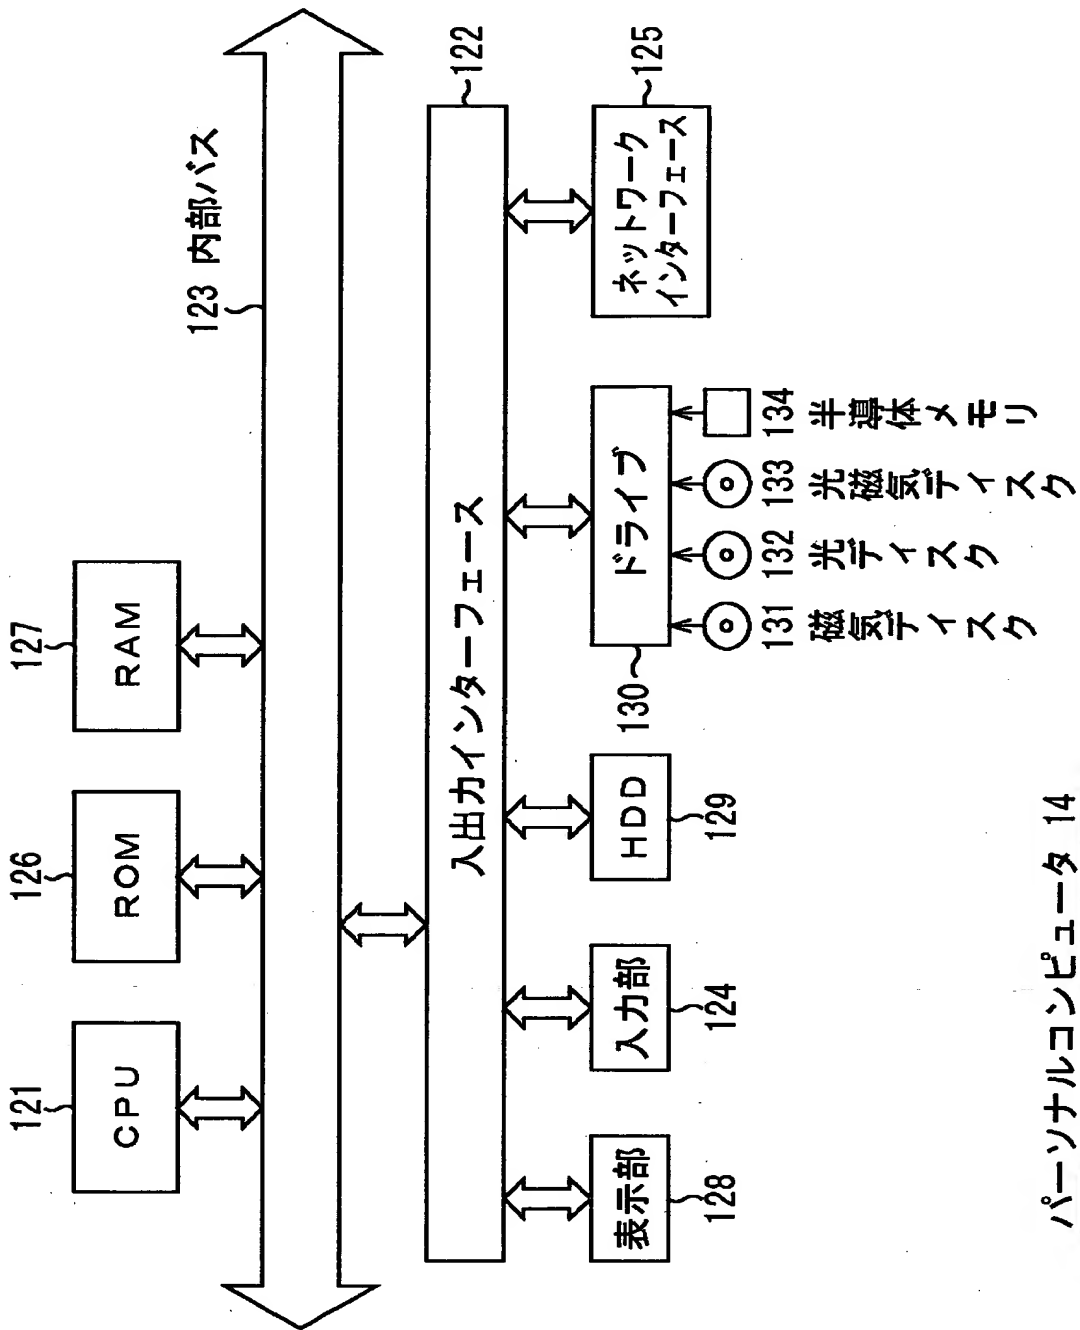 121
CPU
126
ROM
127
RAM
123 内部バス
122
入出力インターフェース
表示部
128
入力部
124
HDD
129
ドライブ
130
ネットワーク
インターフェース
125
131
磁気ディスク
132
光ディスク
133
光磁気ディスク
134
半導体メモリ
パーソナルコンピュータ 14